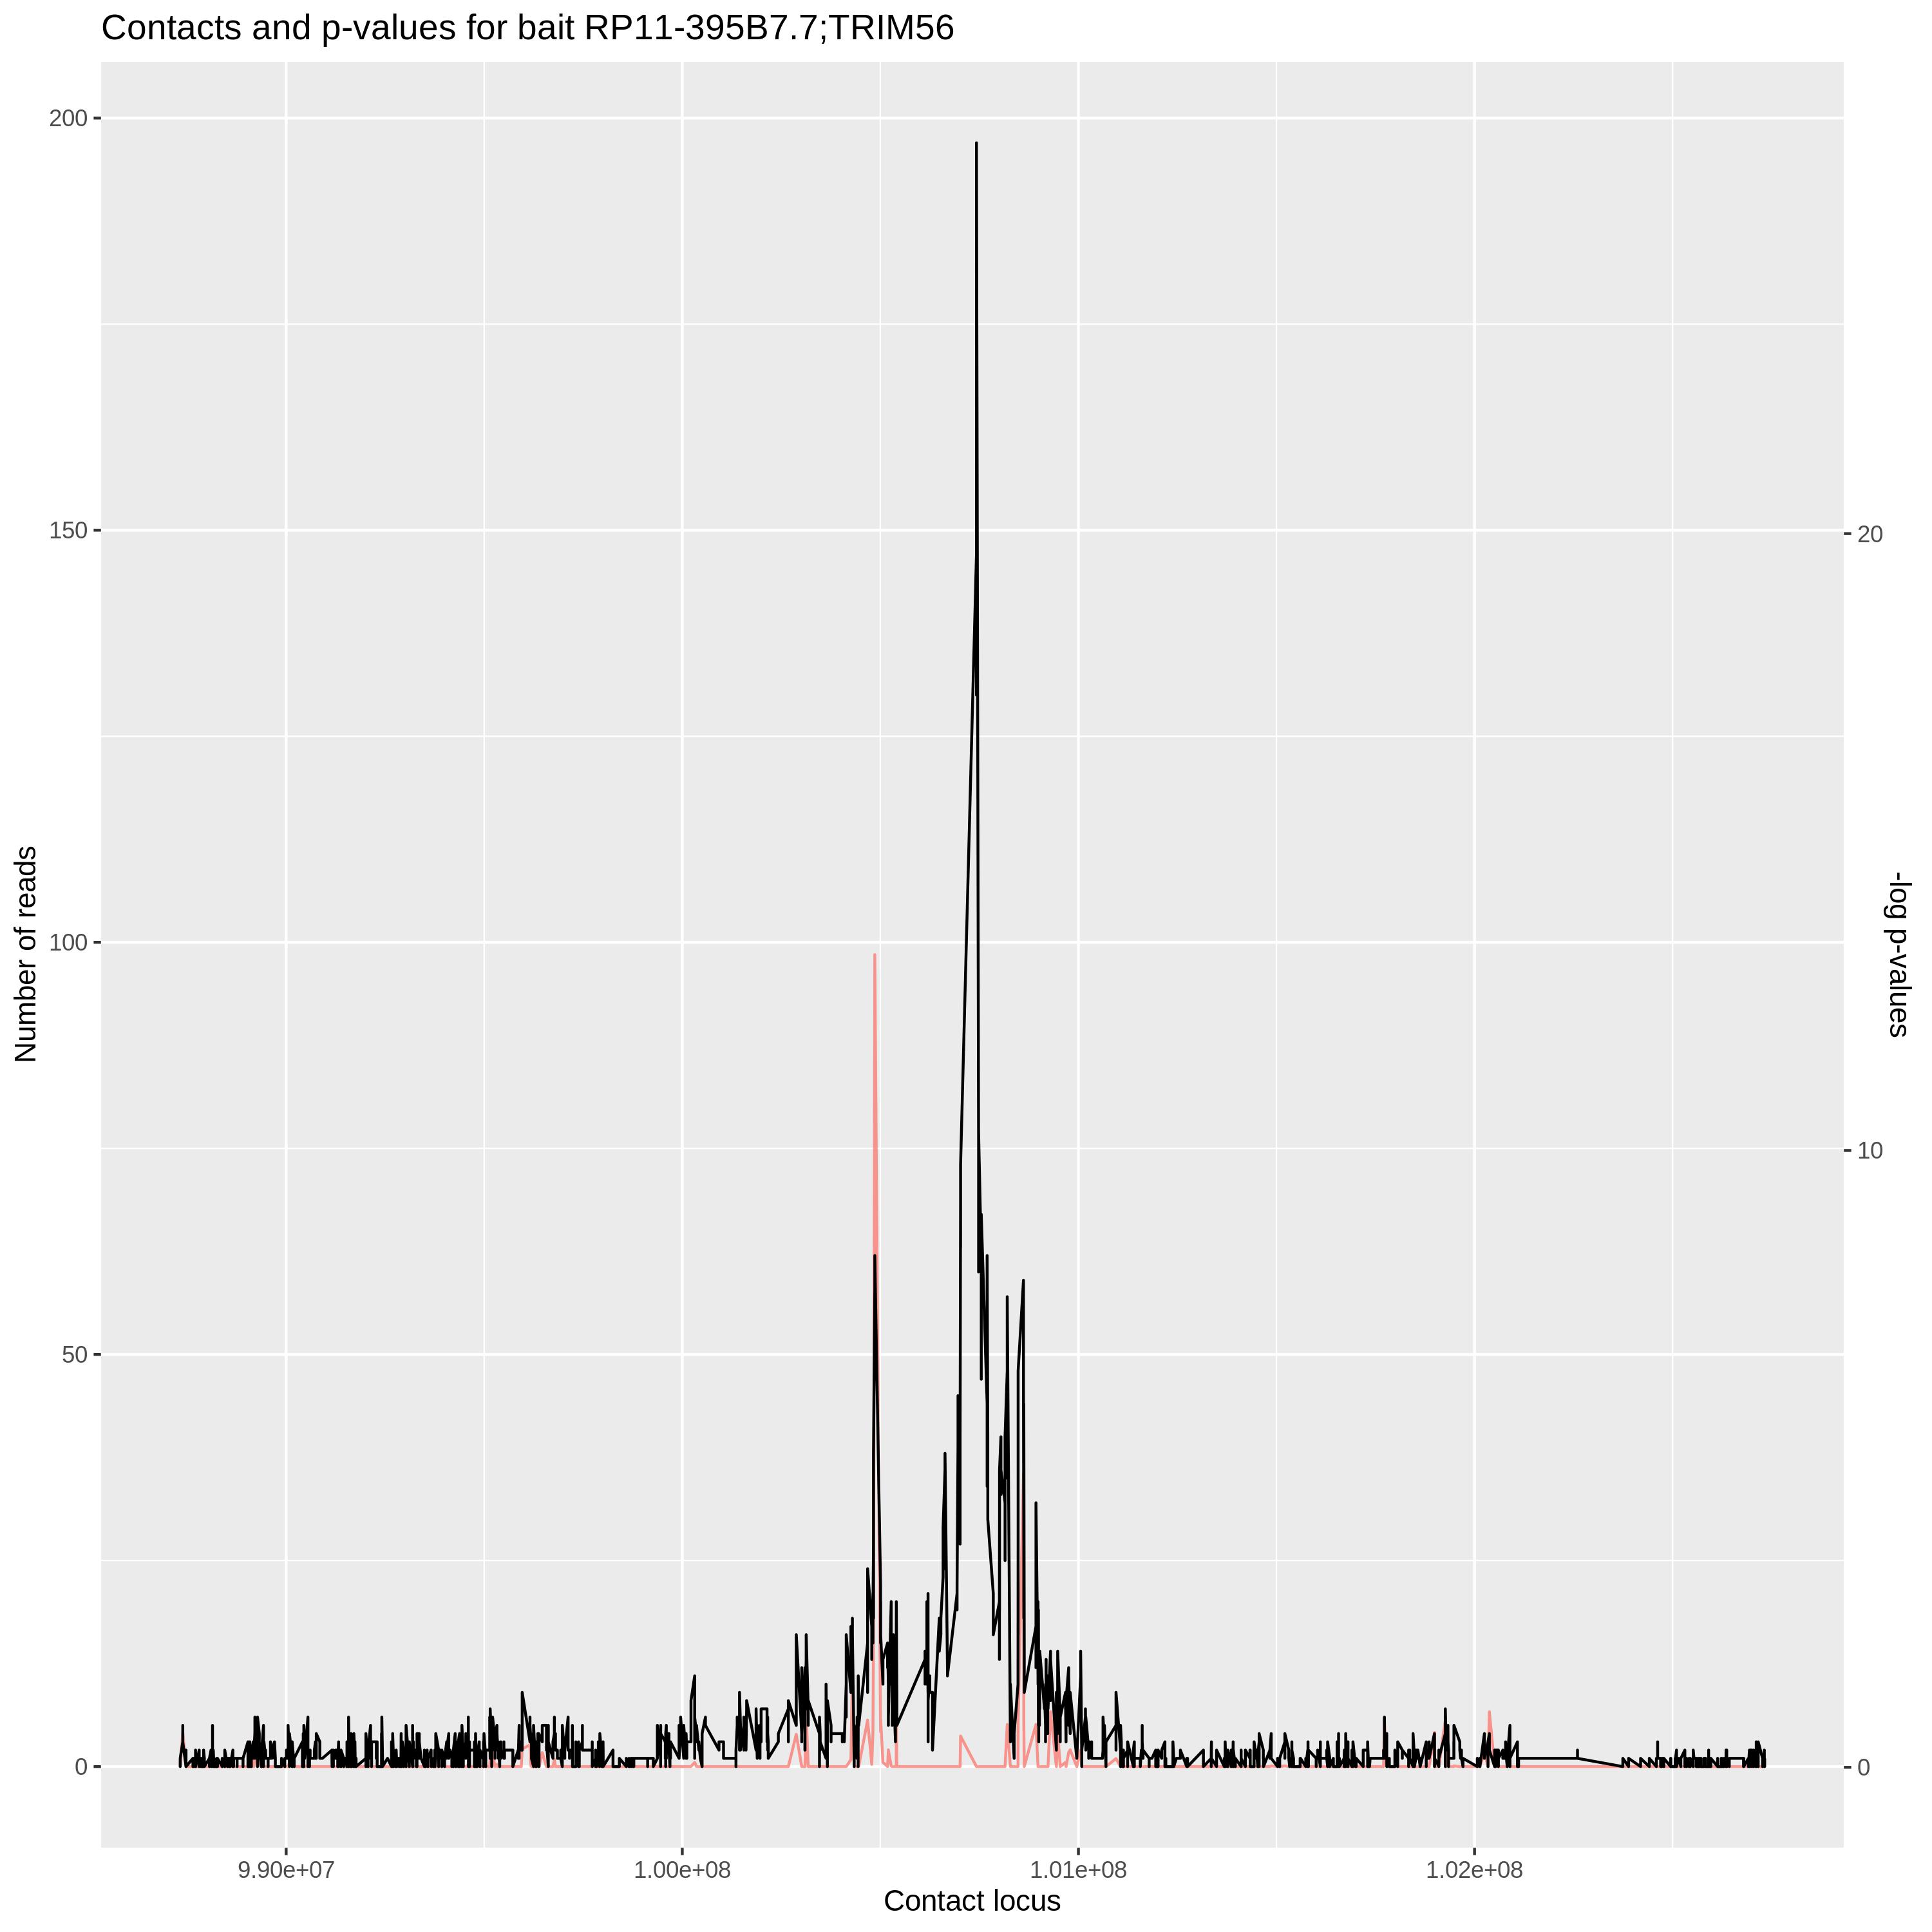 Contacts and p-values for bait RP11-395B7.7;TRIM56
200
150
100
50
0
Number of reads
20
10
0
-log p-values
9.90e+07
1.00e+08
1.01e+08
1.02e+08
Contact locus